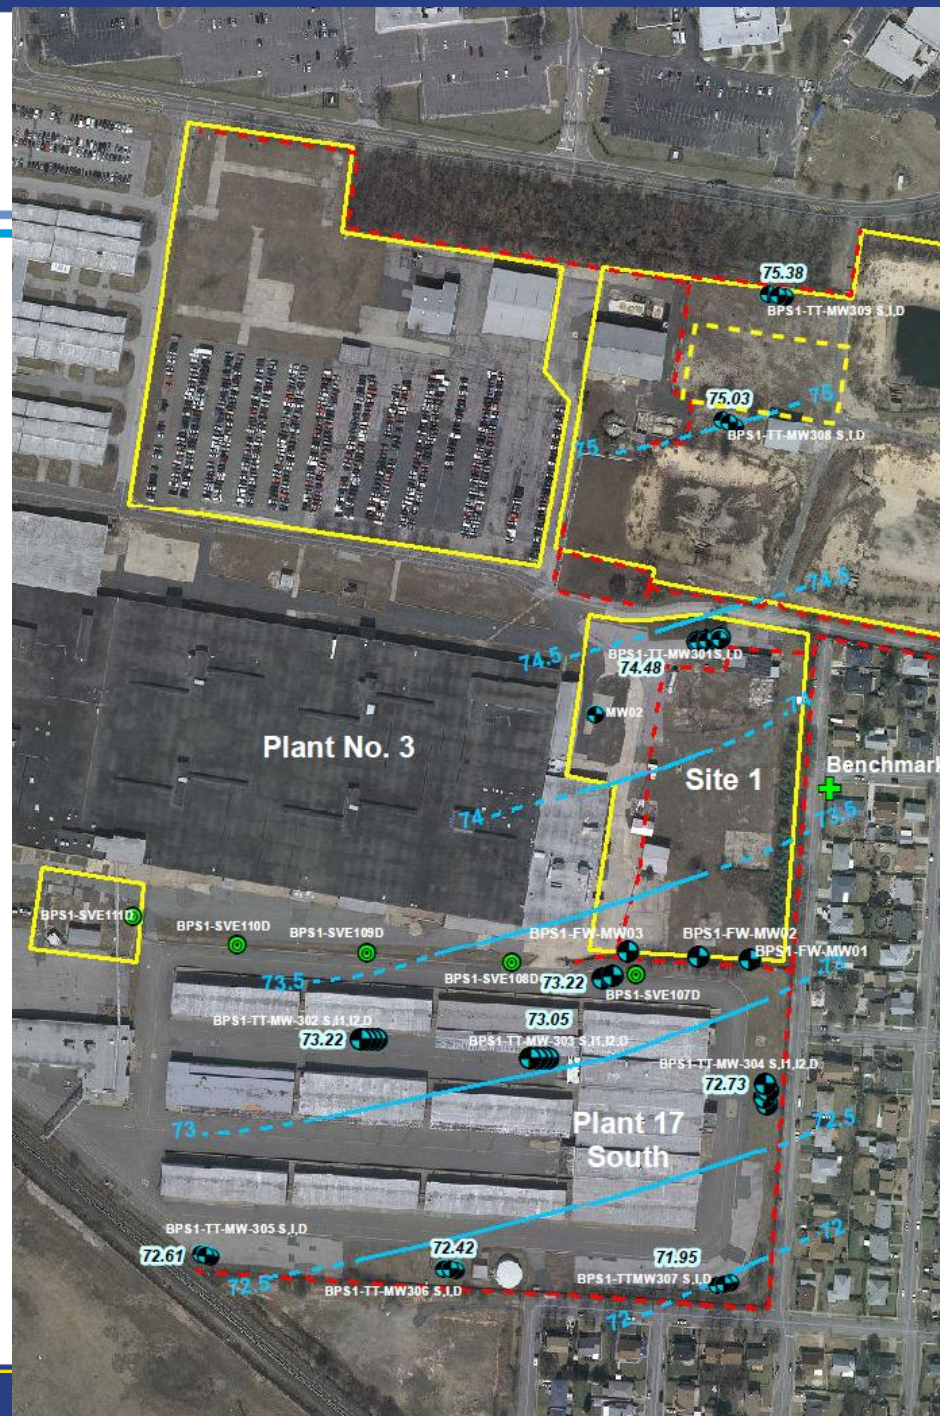 75.38
BPS1-TT-MW309 S,I,D
75
75.03
BPS1-TT-MW308 S,I,D
75
74.5
74.5
BPS1-TT-MW301S,I,D
74.48
74
MW02
Plant No. 3
Site 1
Benchmark
74
73.5
BPS1-SVE111D
BPS1-SVE110D
BPS1-SVE109D
BPS1-FW-MW03
BPS1-FW-MW02
BPS1-FW-MW01
73
73.5
BPS1-SVE108D
73.22
BPS1-SVE107D
BPS1-TT-MW-302 S,I1,I2,D
73.22
73.05
BPS1-TT-MW-303 S,I1,I2,D
BPS1-TT-MW-304 S,I1,I2,D
72.73
73
Plant 17
South
72.5
BPS1-TT-MW-305 S,I,D
72.61
72.42
71.95
72
72.5
BPS1-TT-MW306 S,I,D
BPS1-TTMW307 S,I,D
72